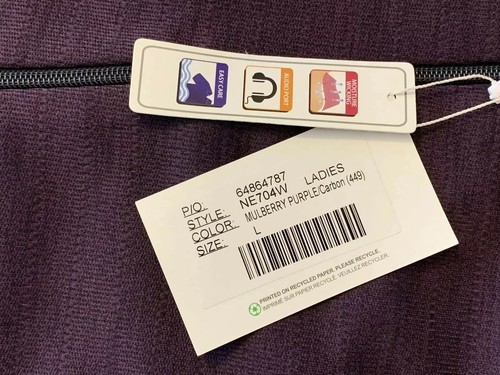 EASY CARE
AUDIO PORT
MOISTURE
WICKING
P/O. 64864787
STYLE. NE704W LADIES
COLOR. MULBERRY PURPLE/Carbon (449)
SIZE. L
PRINTED ON RECYCLED PAPER. PLEASE RECYCLE.
IMPRIMÉ SUR PAPIER RECYCLÉ. VEUILLEZ RECYCLER.